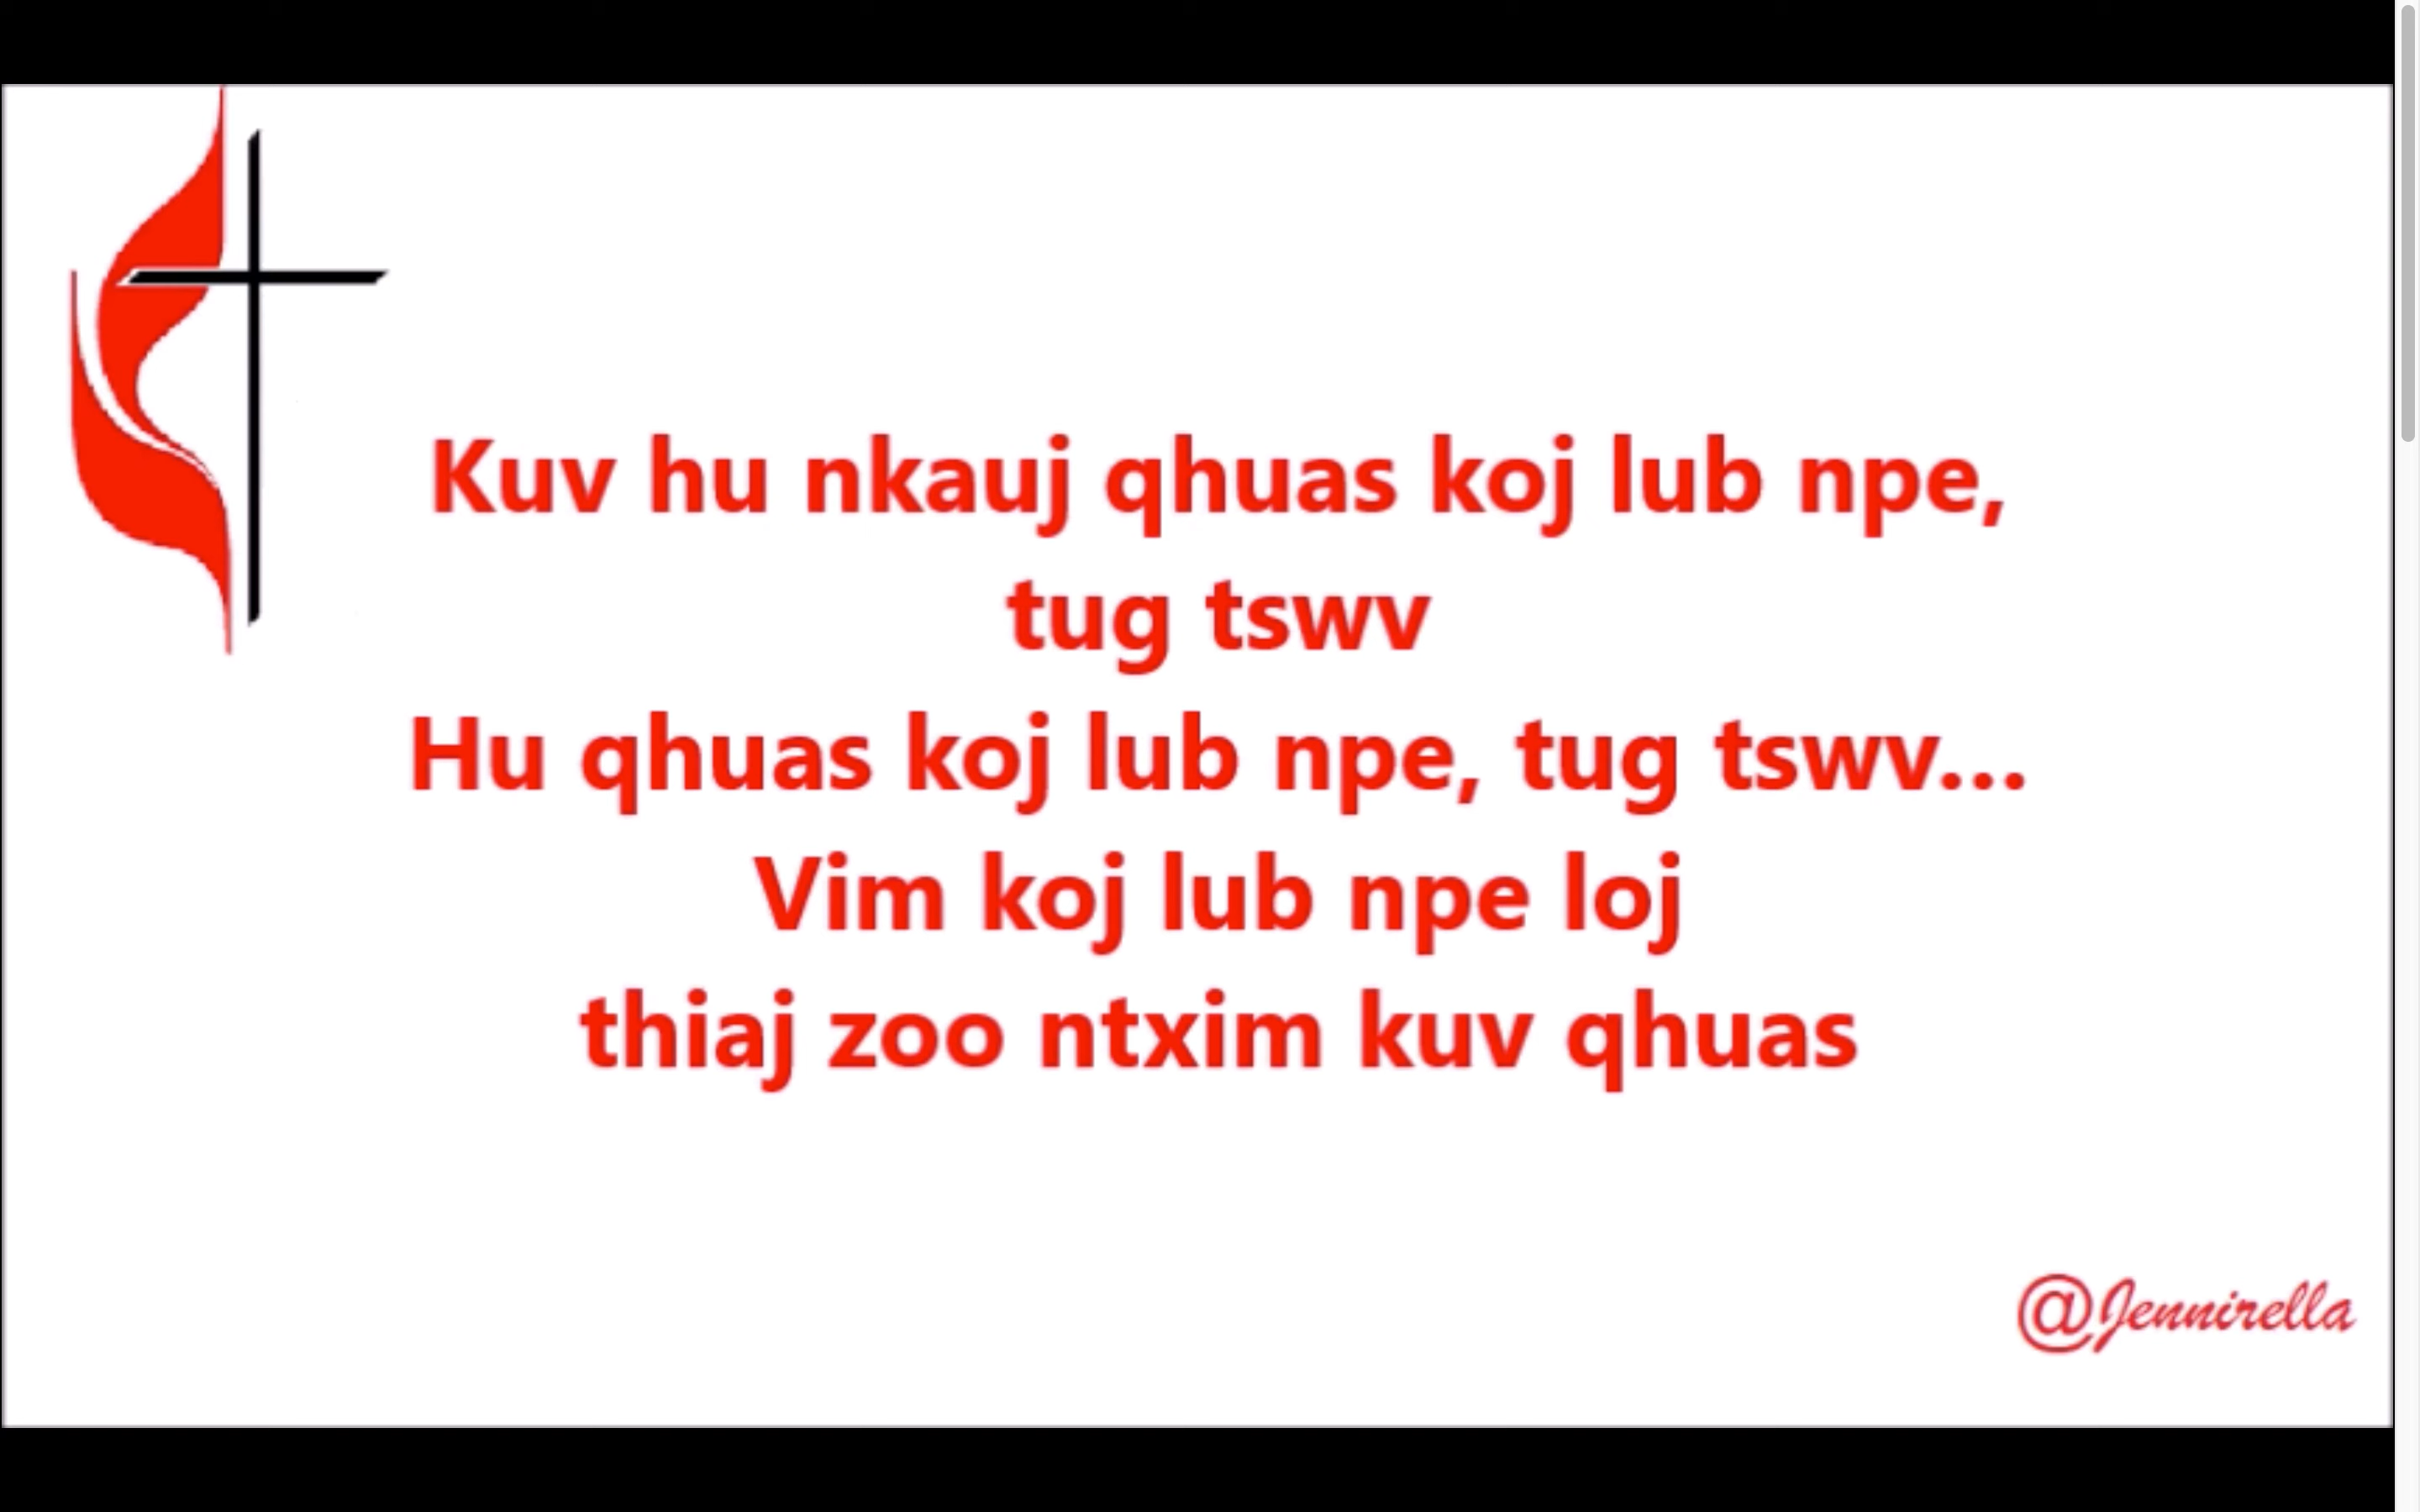 Kuv hu nkauj qhuas koj lub npe,
tug tswv
Hu qhuas koj lub npe, tug tswv...
Vim koj lub npe loj
thiaj zoo ntxim kuv qhuas
@Jennirella